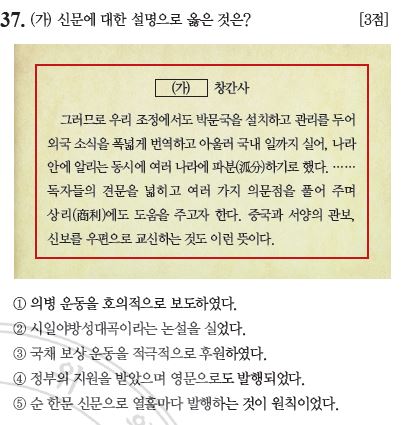 37. (가) 신문에 대한 설명으로 옳은 것은? [3점]
(가) 창간사
그러므로 우리 조정에서도 박문국을 설치하고 관리를 두어
외국 소식을 폭넓게 번역하고 아울러 국내 일까지 실어, 나라
안에 알리는 동시에 여러 나라에 파분(派分)하기로 했다. ……
독자들의 견문을 넓히고 여러 가지 의문점을 풀어 주며
상리(商利)에도 도움을 주고자 한다. 중국과 서양의 관보,
신보를 우편으로 교신하는 것도 이런 뜻이다.
① 의병 운동을 호의적으로 보도하였다.
② 시일야방성대곡이라는 논설을 실었다.
③ 국채 보상 운동을 적극적으로 후원하였다.
④ 정부의 지원을 받았으며 영문으로도 발행되었다.
⑤ 순 한문 신문으로 열흘마다 발행하는 것이 원칙이었다.